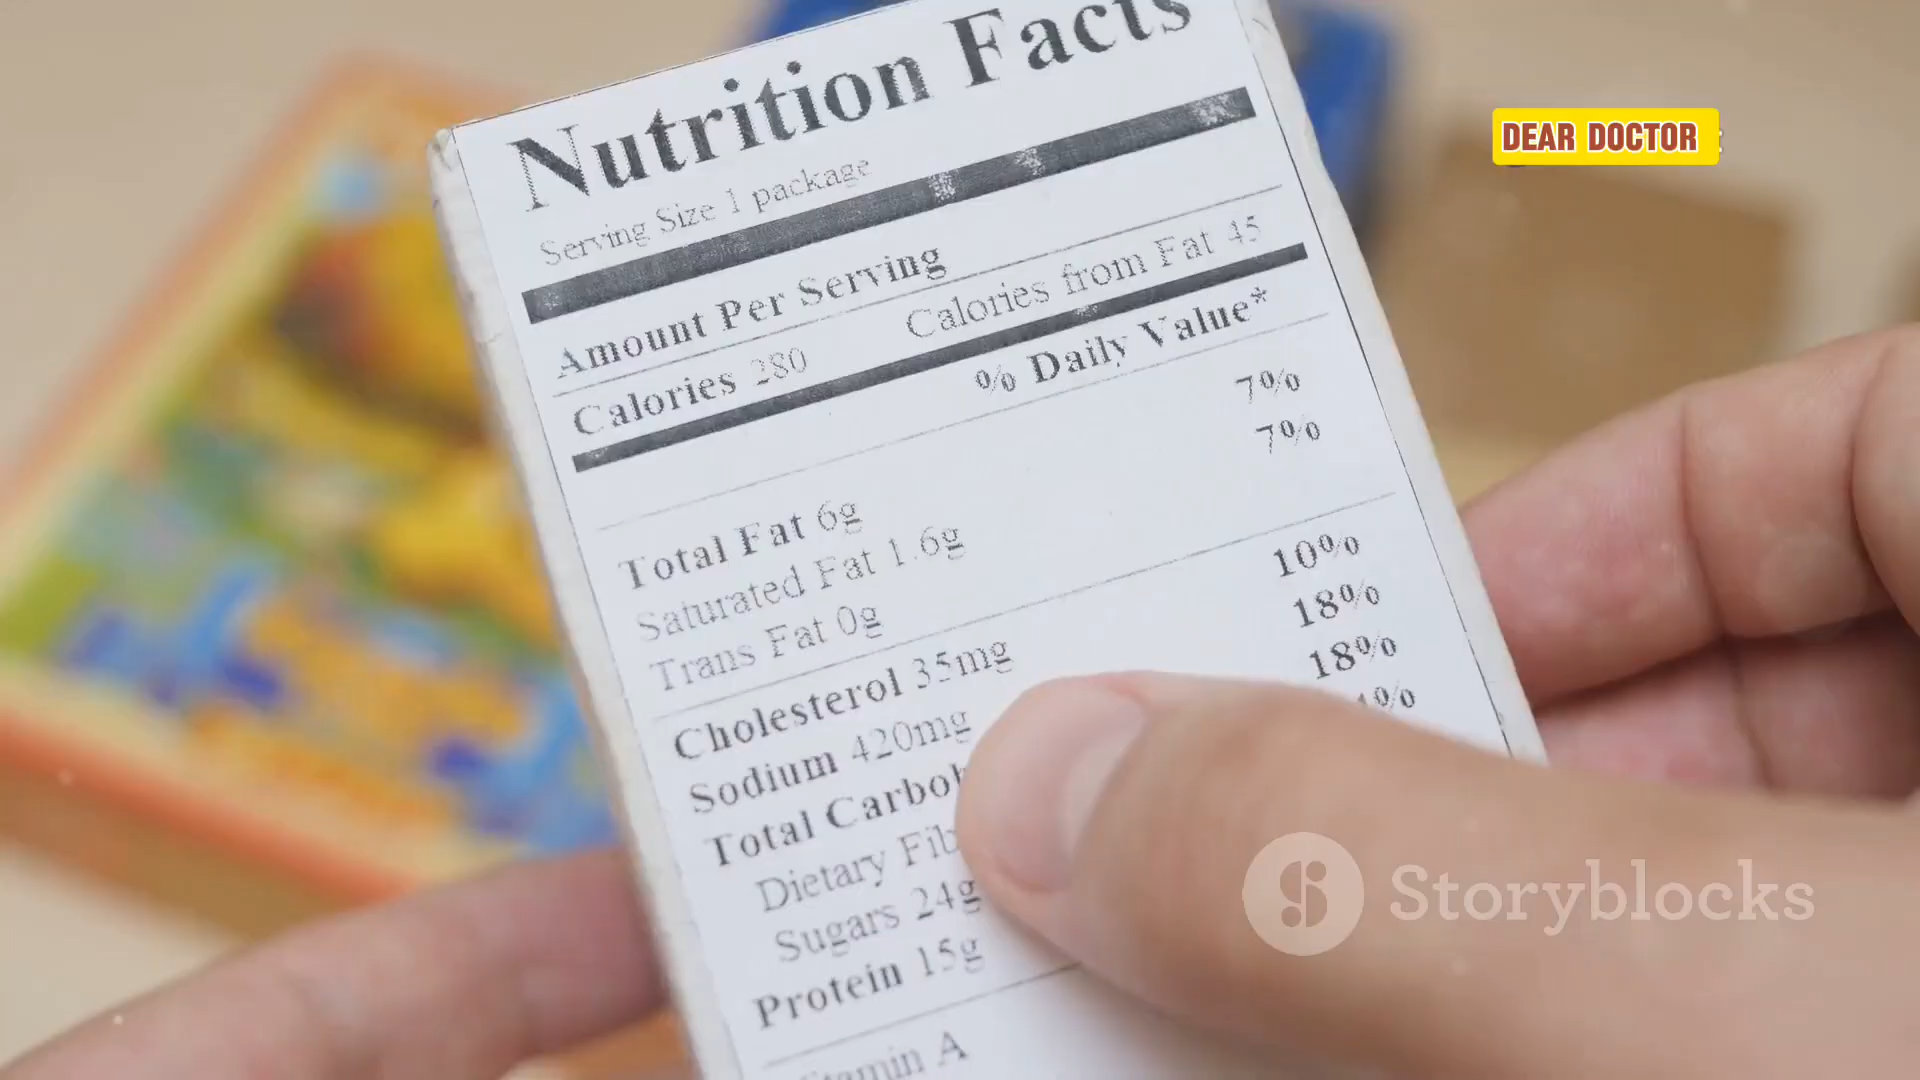 Nutrition Facts
Serving Size 1 package
Amount Per Serving
Calories 280 Calories from Fat 45
% Daily Value*
7%
7%
Total Fat 6g
Saturated Fat 1.6g
Trans Fat 0g
10%
18%
18%
Cholesterol 35mg
Sodium 420mg
Total Carboh
Dietary Fib
Sugars 24g
Protein 15g
A
DEAR DOCTOR
Storyblocks